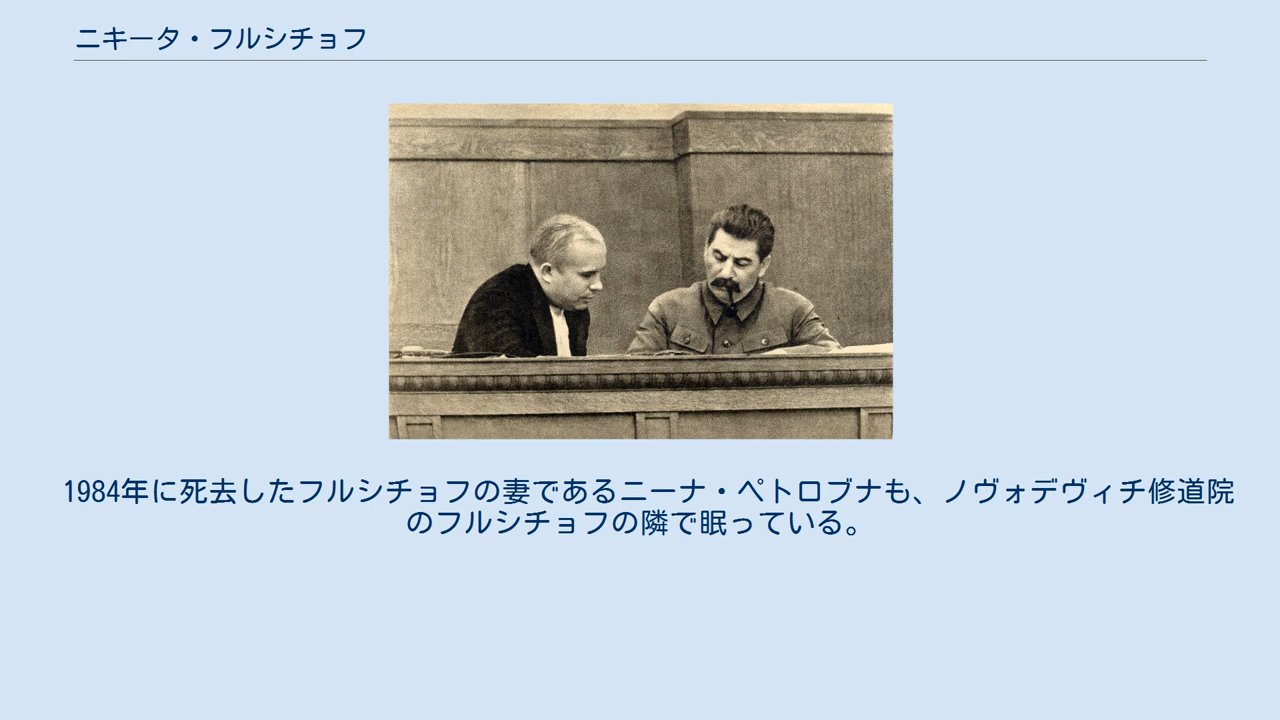 ニキータ・フルシチョフ
1984年に死去したフルシチョフの妻であるニーナ・ペトロブナも、ノヴォデヴィチ修道院
のフルシチョフの隣で眠っている。